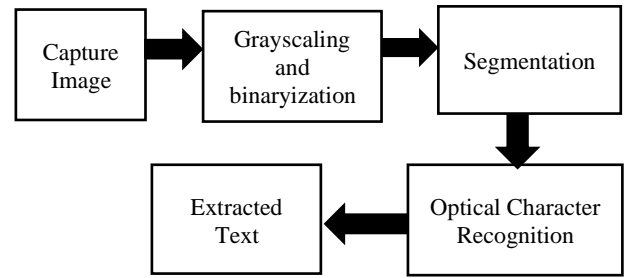 Capture
Image
Grayscaling
and
binaryization
Segmentation
Optical Character
Recognition
Extracted
Text